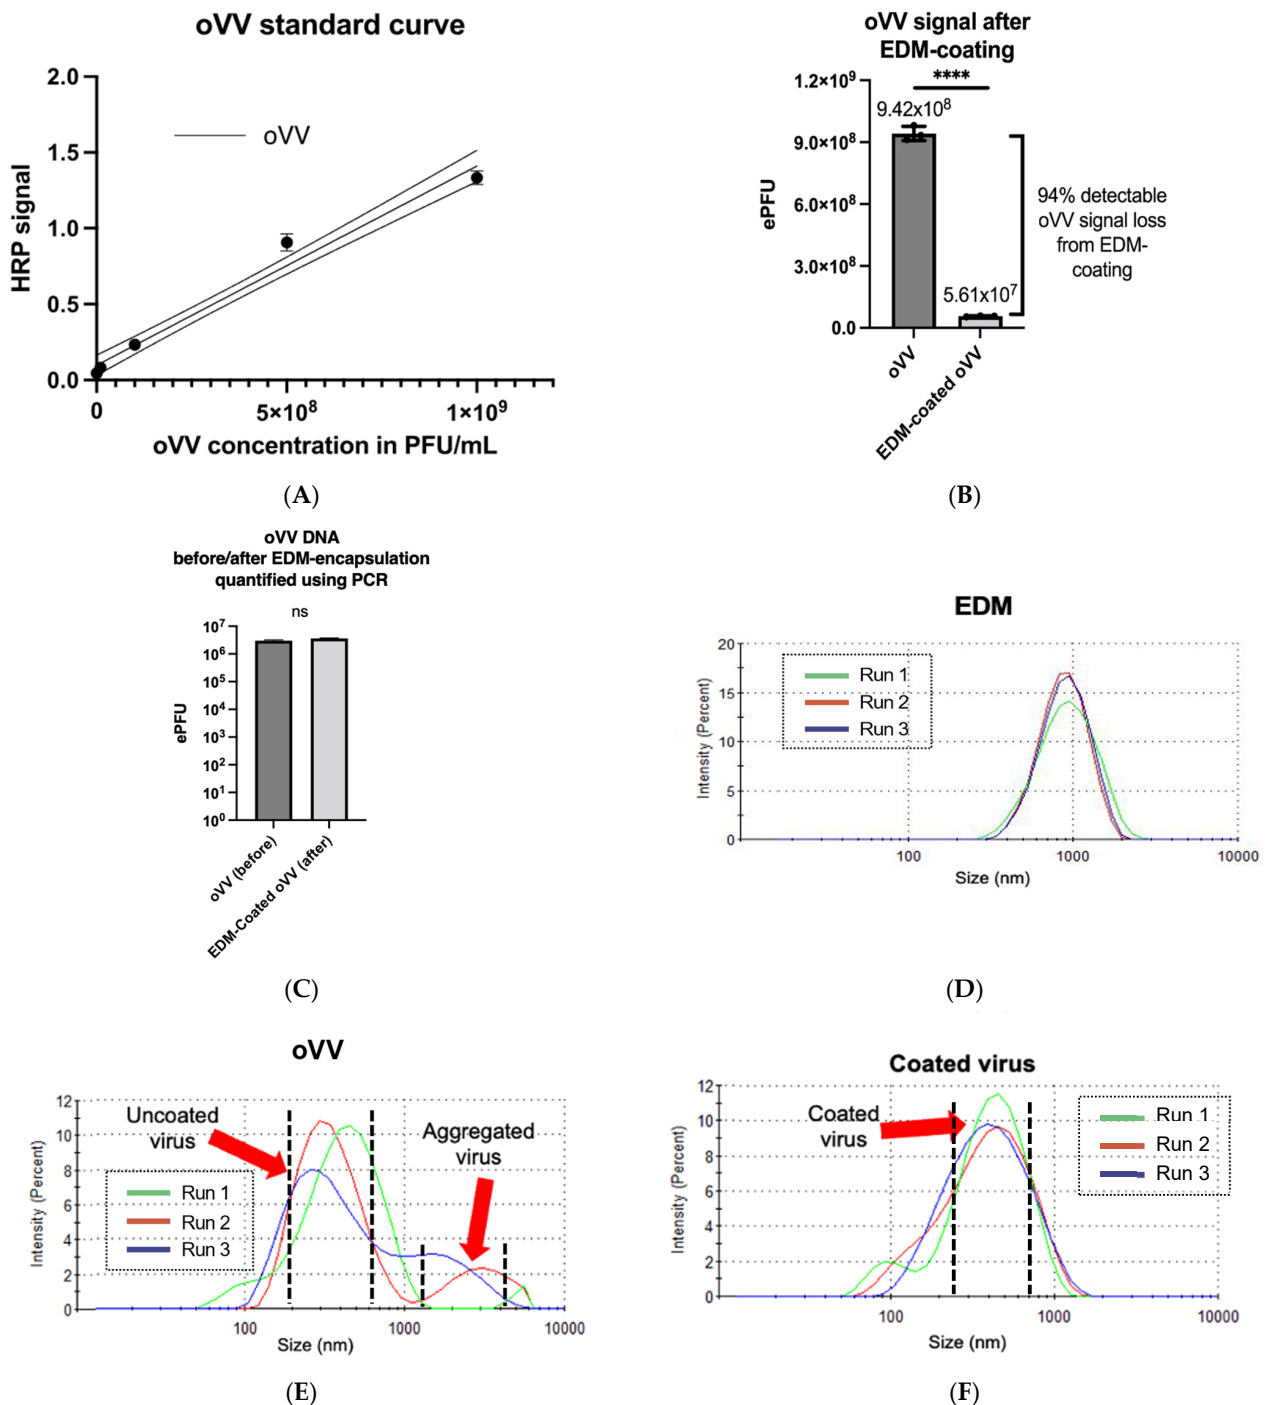 oVV standard curve
2.0
1.5
1.0
0.5
0.0
HRP signal
oVV
0
5×10⁸
1×10⁹
oVV concentration in PFU/mL
(A)
oVV signal after
EDM-coating
****
1.2×10⁹
9.0×10⁸
6.0×10⁸
3.0×10⁸
0.0
ePFU
9.42x10⁸
5.61x10⁷
94% detectable
oVV signal loss
from EDM-
coating
oVV
EDM-coated oVV
(B)
oVV DNA
before/after EDM-encapsulation
quantified using PCR
ns
10⁷
10⁶
10⁵
10⁴
10³
10²
10¹
10⁰
ePFU
oVV (before)
EDM-Coated oVV (after)
(C)
EDM
20
15
10
5
0
Intensity (Percent)
Run 1
Run 2
Run 3
100
1000
10000
Size (nm)
(D)
oVV
12
10
8
6
4
2
0
Intensity (Percent)
Uncoated
virus
Aggregated
virus
Run 1
Run 2
Run 3
100
1000
10000
Size (nm)
(E)
Coated virus
12
10
8
6
4
2
0
Intensity (Percent)
Coated
virus
Run 1
Run 2
Run 3
100
1000
10000
Size (nm)
(F)